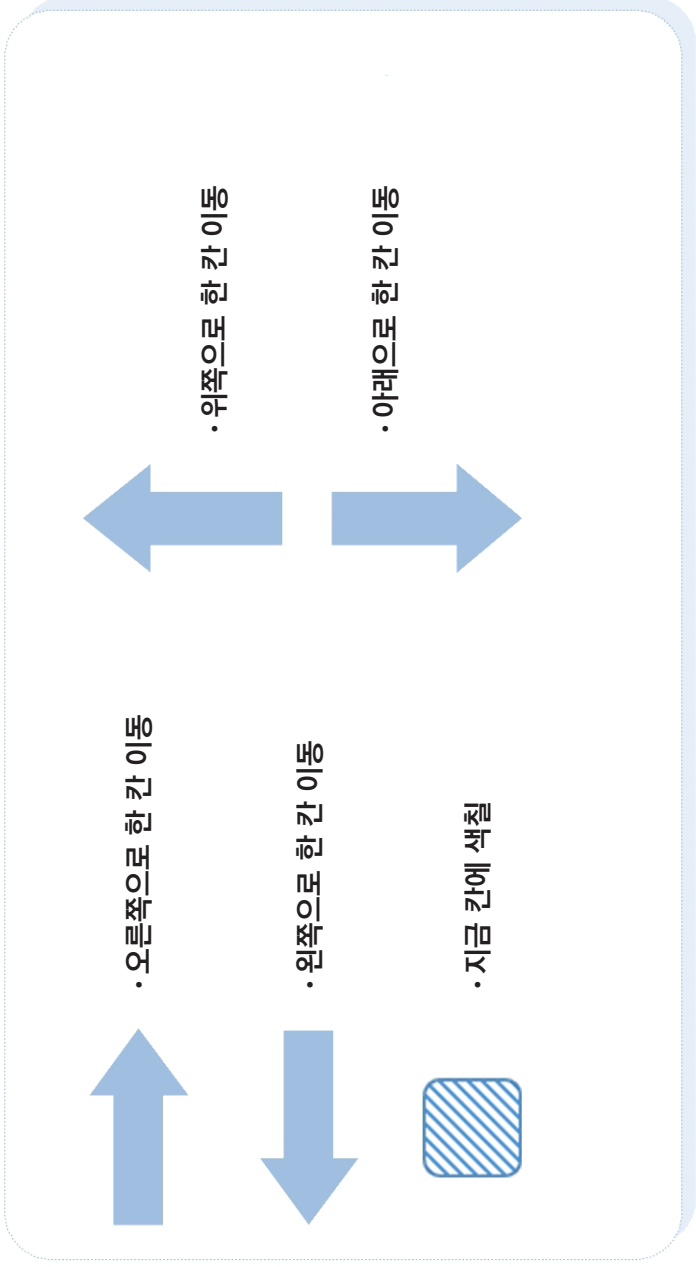 · 오른쪽으로 한 칸 이동
· 왼쪽으로 한 칸 이동
· 지금 칸에 색칠
· 위쪽으로 한 칸 이동
· 아래으로 한 칸 이동